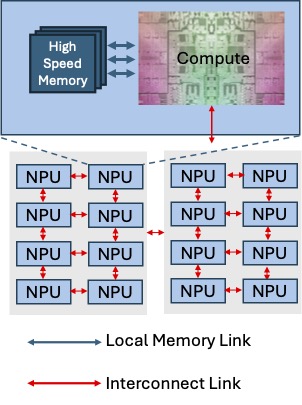 High
Speed
Memory
Compute
NPU NPU NPU NPU
NPU NPU NPU NPU
NPU NPU NPU NPU
NPU NPU NPU NPU
Local Memory Link
Interconnect Link